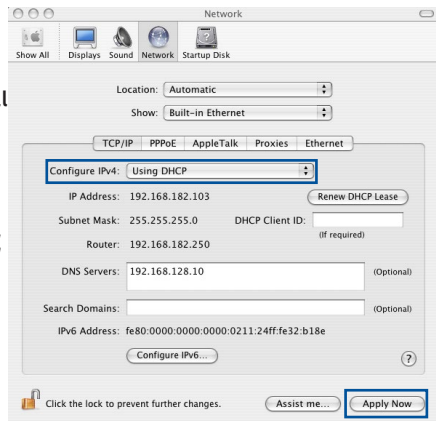 Network
Show All Displays Sound Network Startup Disk
Location: Automatic
Show: Built-in Ethernet
TCP/IP PPPoE AppleTalk Proxies Ethernet
Configure IPv4: Using DHCP
IP Address: 192.168.182.103 Renew DHCP Lease
Subnet Mask: 255.255.255.0 DHCP Client ID:
(If required)
Router: 192.168.182.250
DNS Servers: 192.168.128.10 (Optional)
Search Domains: (Optional)
IPv6 Address: fe80:0000:0000:0000:0211:24ff:fe32:b18e
Configure IPv6... ?
Click the lock to prevent further changes. Assist me... Apply Now